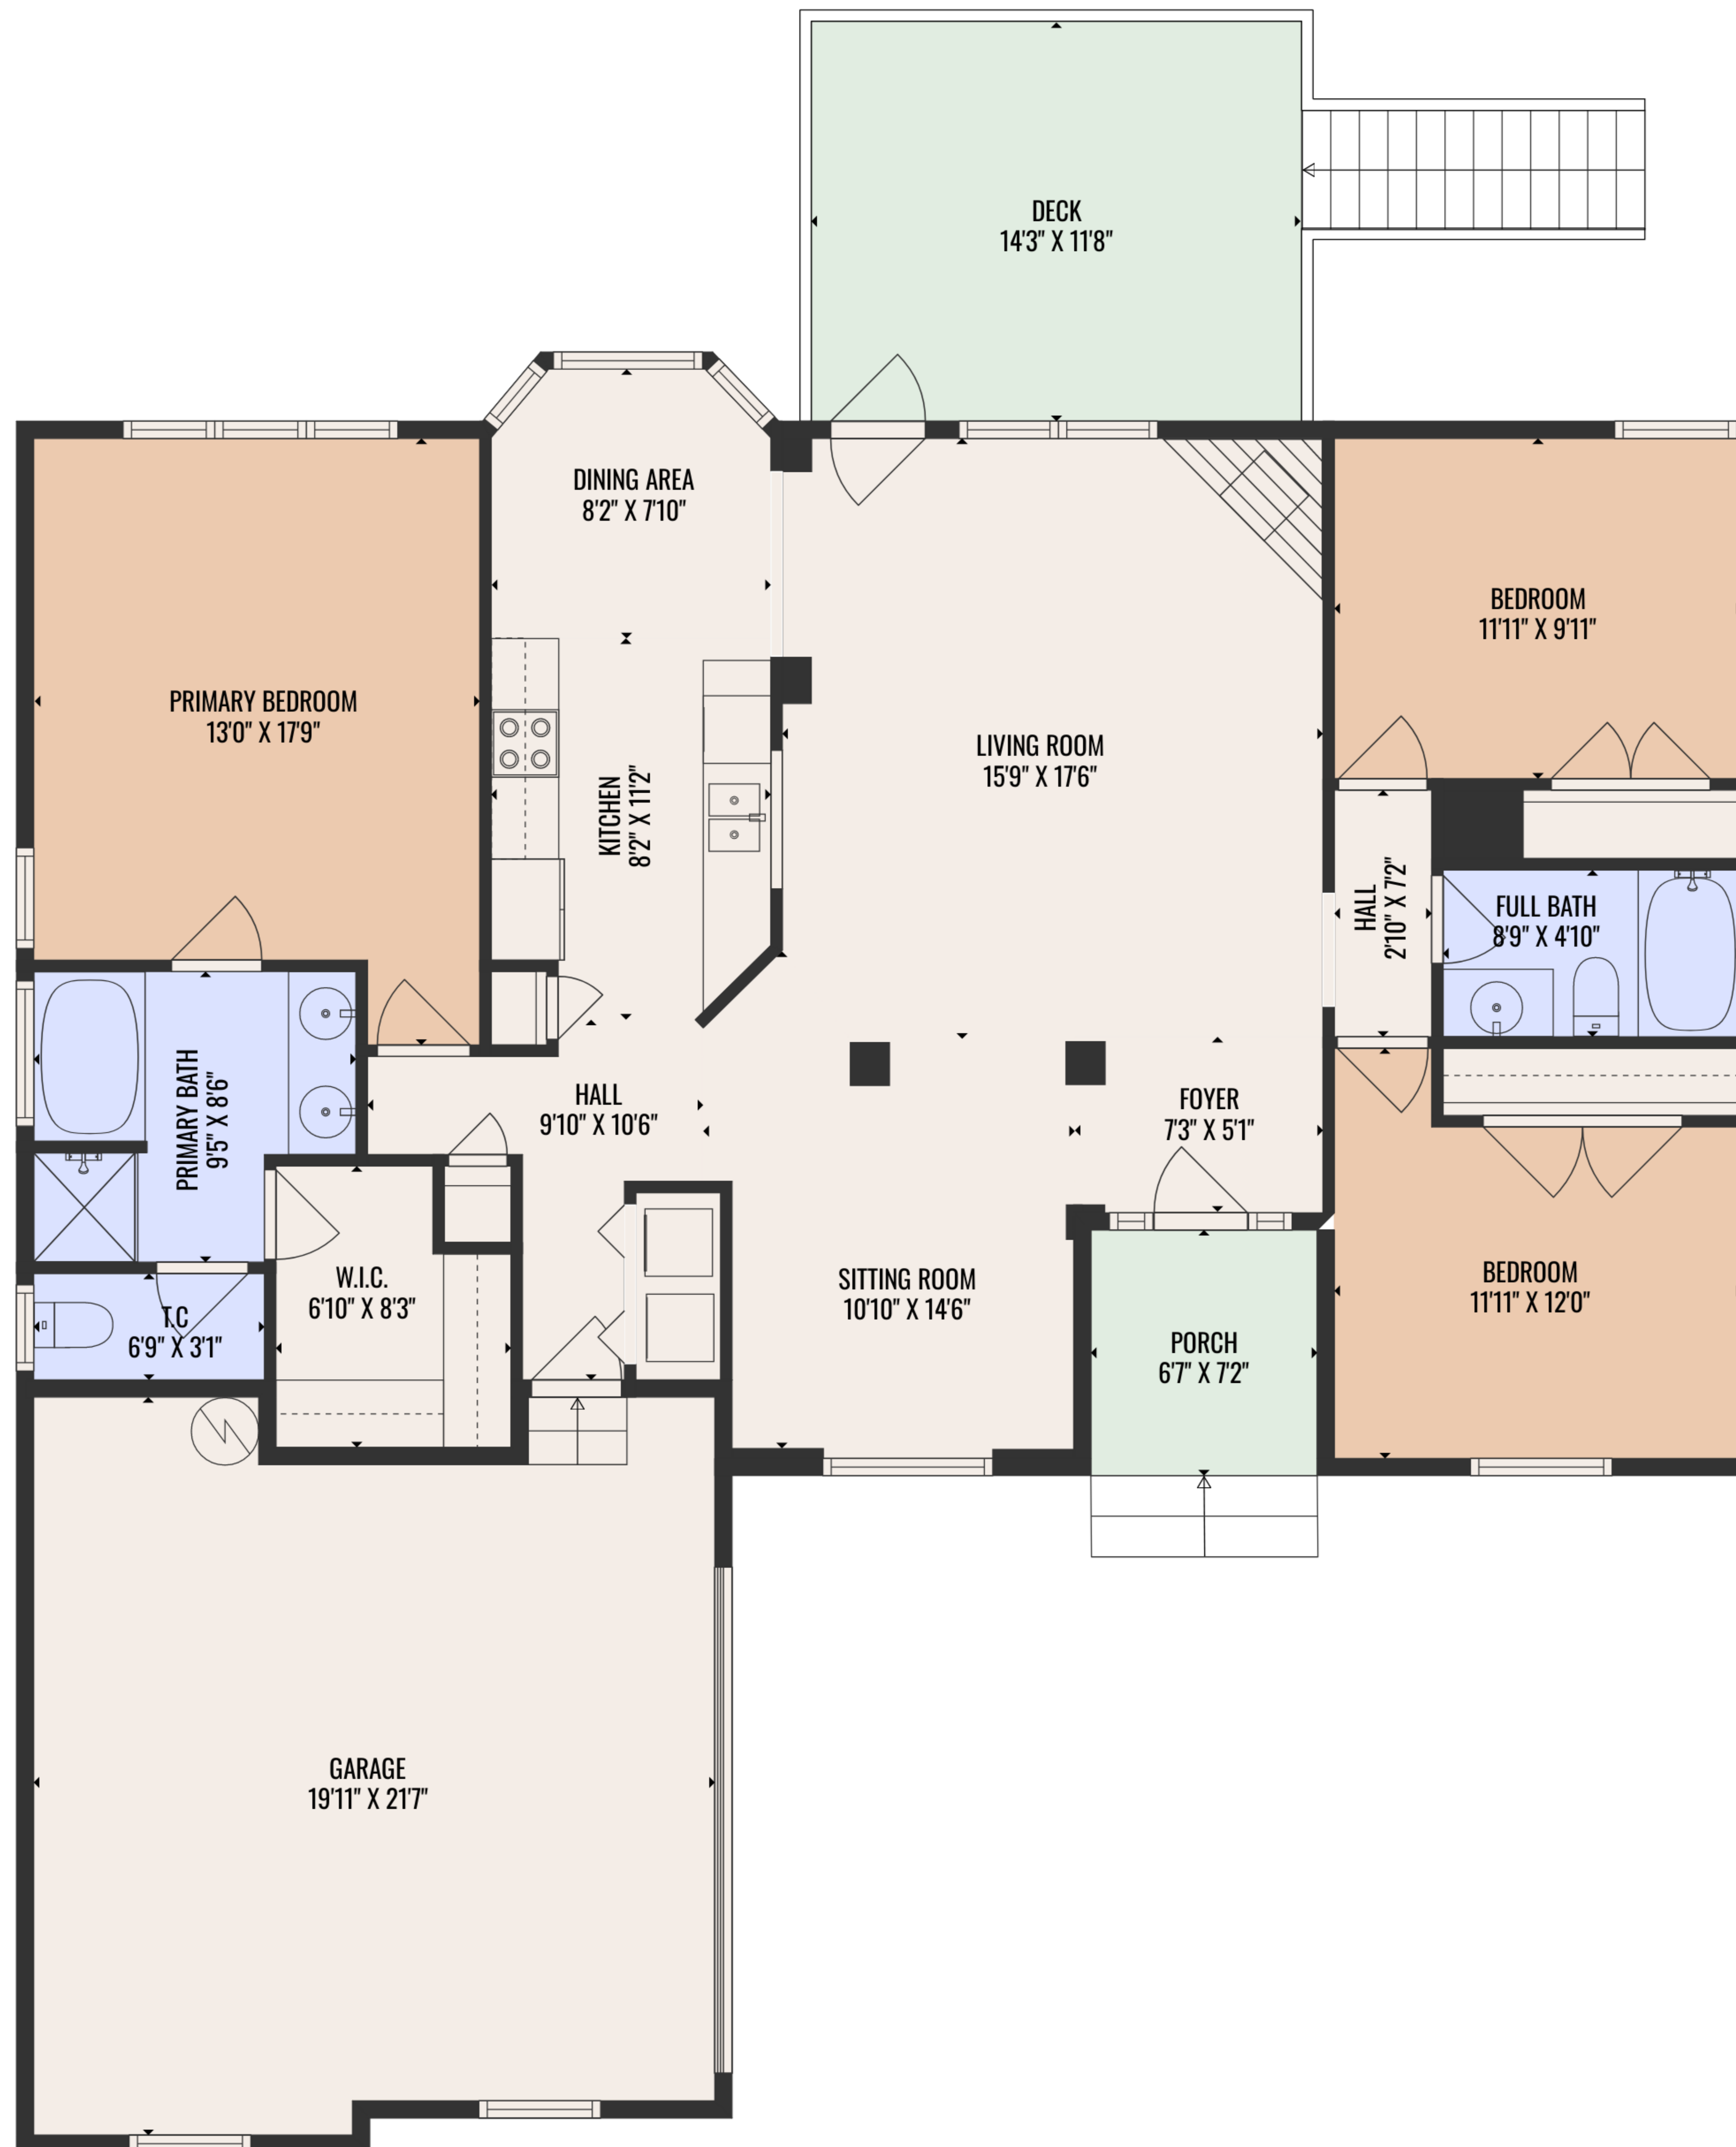 DECK
14'3" X 11'8"
DINING AREA
8'2" X 7'10"
BEDROOM
11'11" X 9'11"
PRIMARY BEDROOM
13'0" X 17'9"
LIVING ROOM
15'9" X 17'6"
KITCHEN
8'2" X 11'2"
HALL
2'10" X 7'2"
FULL BATH
8'9" X 4'10"
PRIMARY BATH
9'5" X 8'6"
HALL
9'10" X 10'6"
FOYER
7'3" X 5'1"
W.I.C.
6'10" X 8'3"
SITTING ROOM
10'10" X 14'6"
BEDROOM
11'11" X 12'0"
T.C
6'9" X 3'1"
PORCH
6'7" X 7'2"
GARAGE
19'11" X 21'7"